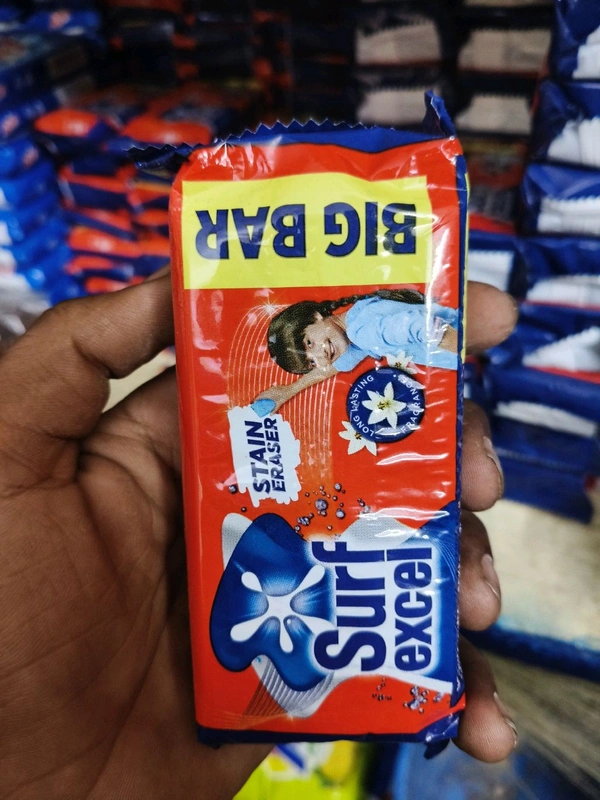 BIG BAR
LONG LASTING
FRAGRANCE
STAIN
ERASER
Surf
excel